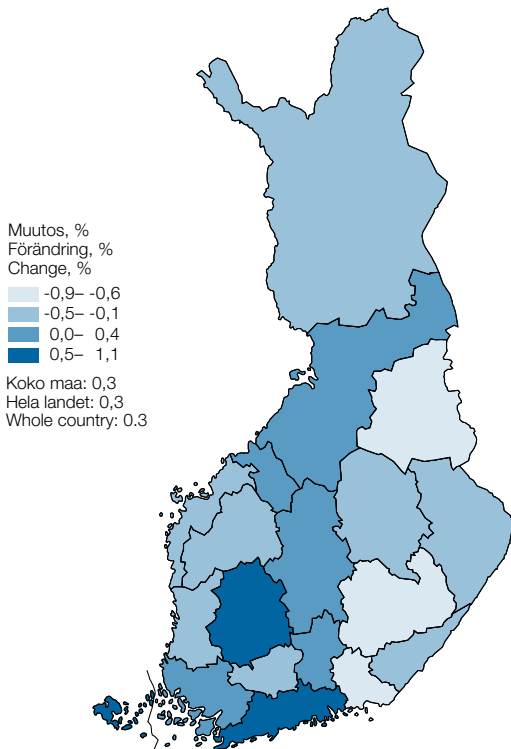 Muutos, %
Förändring, %
Change, %
-0,9– -0,6
-0,5– -0,1
0,0– 0,4
0,5– 1,1
Koko maa: 0,3
Hela landet: 0,3
Whole country: 0.3